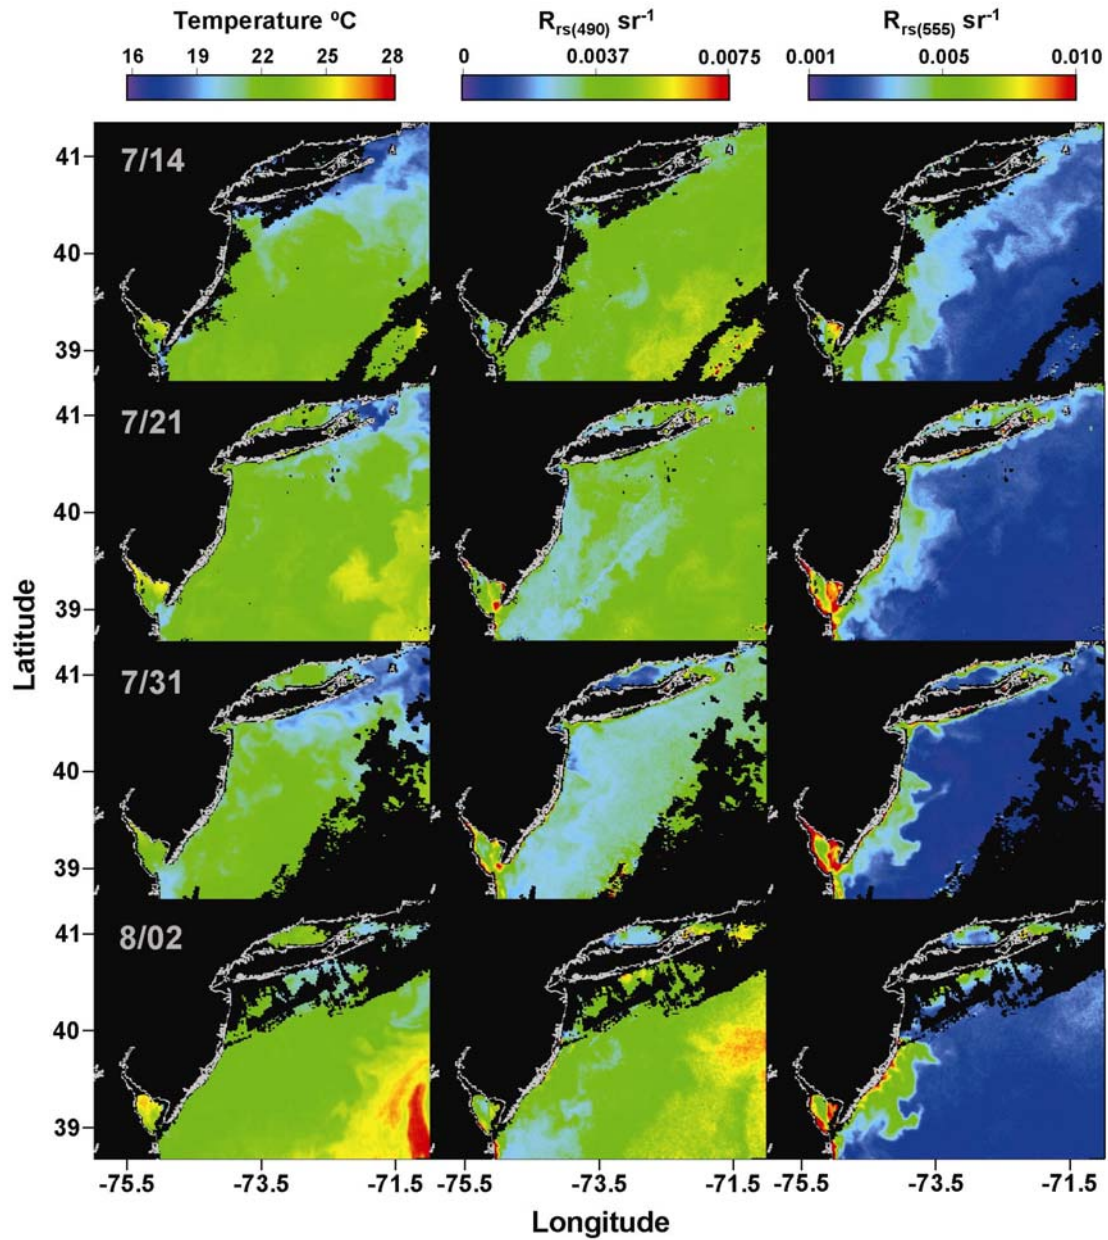 Temperature ºC
R_rs(490) sr⁻¹
R_rs(555) sr⁻¹
16 19 22 25 28
0 0.0037 0.0075
0.001 0.005 0.010
7/14
41
40
39
7/21
41
40
39
7/31
41
40
39
8/02
41
40
39
Latitude
-75.5 -73.5 -71.5 -75.5 -73.5 -71.5 -75.5 -73.5 -71.5
Longitude